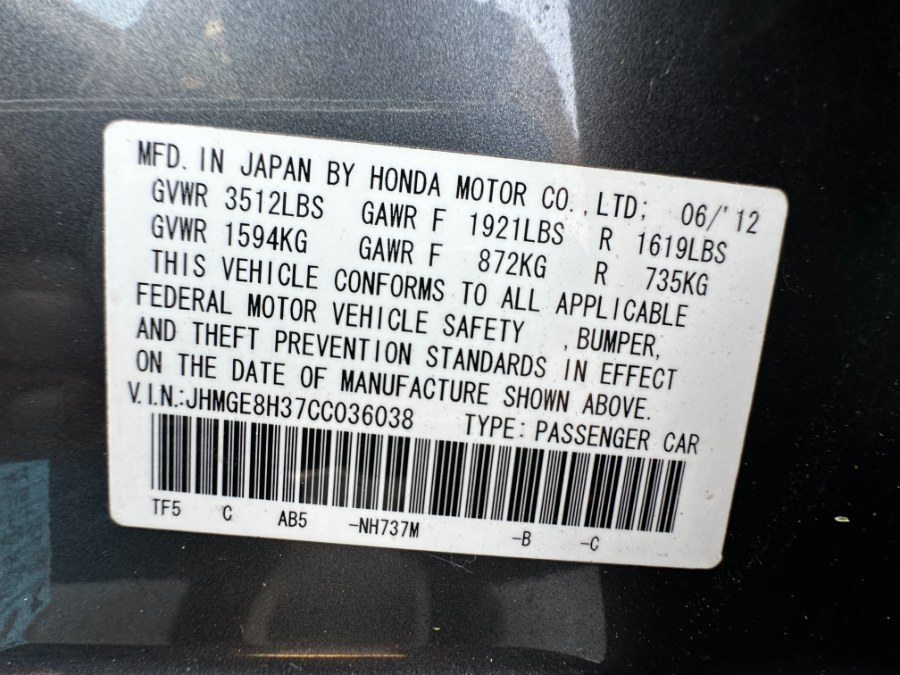 MFD. IN JAPAN BY HONDA MOTOR CO.,LTD; 06/'12
GVWR 3512LBS GAWR F 1921LBS R 1619LBS
GVWR 1594KG GAWR F 872KG R 735KG
THIS VEHICLE CONFORMS TO ALL APPLICABLE
FEDERAL MOTOR VEHICLE SAFETY , BUMPER,
AND THEFT PREVENTION STANDARDS IN EFFECT
ON THE DATE OF MANUFACTURE SHOWN ABOVE.
V.I.N.:JHMGE8H37CC036038 TYPE: PASSENGER CAR
TF5 C AB5 -NH737M -B -C